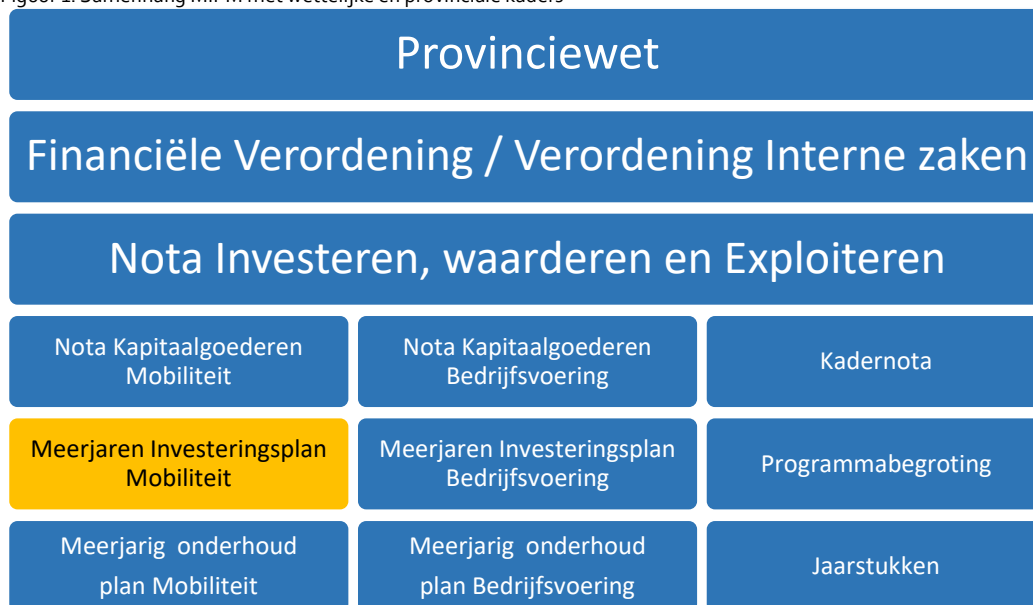 Provinciewet
Financiële Verordening / Verordening Interne zaken
Nota Investeren, waarderen en Exploiteren
Nota Kapitaalgoederen
Mobiliteit
Nota Kapitaalgoederen
Bedrijfsvoering
Kadernota
Meerjaren Investeringsplan
Mobiliteit
Meerjaren Investeringsplan
Bedrijfsvoering
Programmabegroting
Meerjarig onderhoud
plan Mobiliteit
Meerjarig onderhoud
plan Bedrijfsvoering
Jaarstukken